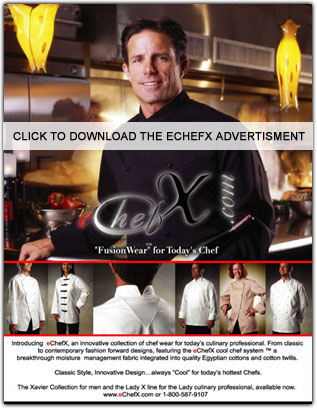 CLICK TO DOWNLOAD THE ECHEFX ADVERTISMENT
eChefX.com
"FusionWear™ for Today's Chef
Introducing eChefX, an innovative collection of chef wear for today's culinary professional. From classic
to contemporary fashion forward designs, featuring the eChefX cool chef system ™ a
breakthrough moisture management fabric integrated into quality Egyptian cottons and cotton twills.
Classic Style, Innovative Design...always "Cool" for today's hottest Chefs.
The Xavier Collection for men and the Lady X line for the Lady culinary professional, available now.
www.eChefX.com or 1-800-587-9107